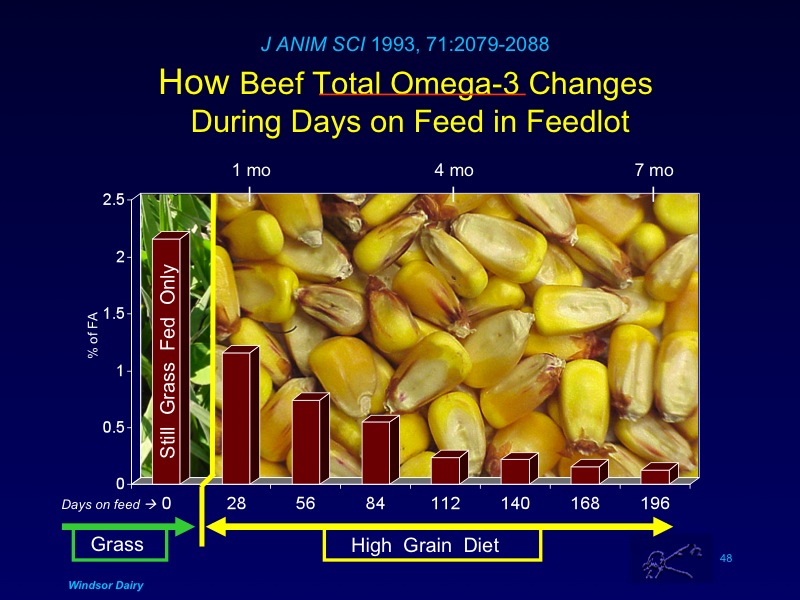 J ANIM SCI 1993, 71:2079-2088
How Beef Total Omega-3 Changes
During Days on Feed in Feedlot
1 mo 4 mo 7 mo
2.5
2
1.5
1
0.5
0
% of FA
Still Grass Fed Only
Days on feed → 0 28 56 84 112 140 168 196
Grass High Grain Diet
48
Windsor Dairy